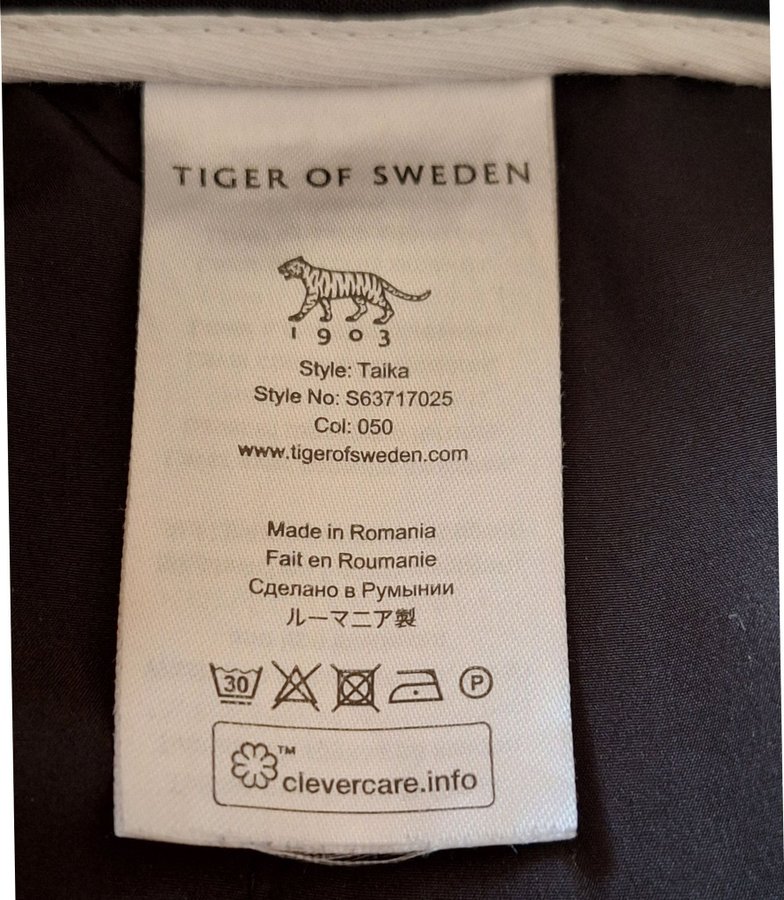 TIGER OF SWEDEN
1903
Style: Taika
Style No: S63717025
Col: 050
www.tigerofsweden.com
Made in Romania
Fait en Roumanie
Сделано в Румынии
ルーマニア製
30 P
™
clevercare.info